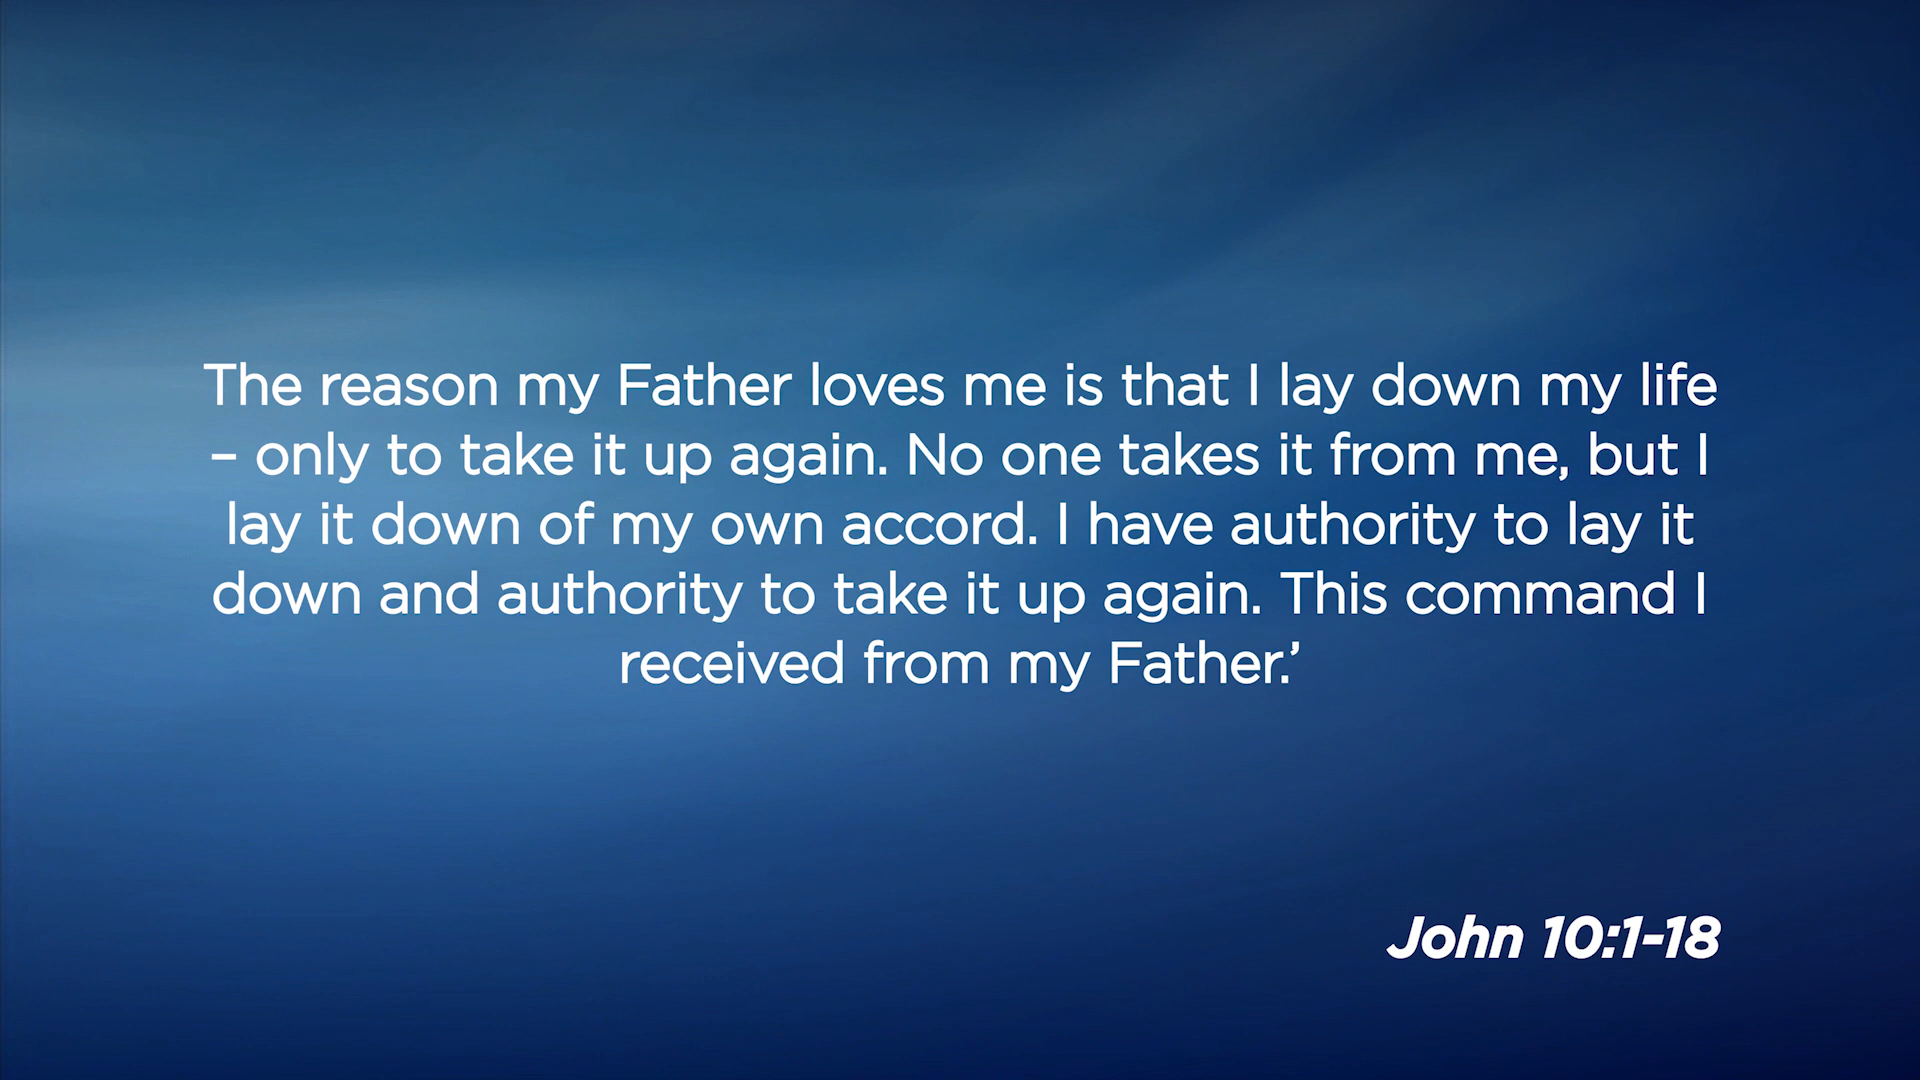 The reason my Father loves me is that I lay down my life
– only to take it up again. No one takes it from me, but I
lay it down of my own accord. I have authority to lay it
down and authority to take it up again. This command I
received from my Father.’
John 10:1-18